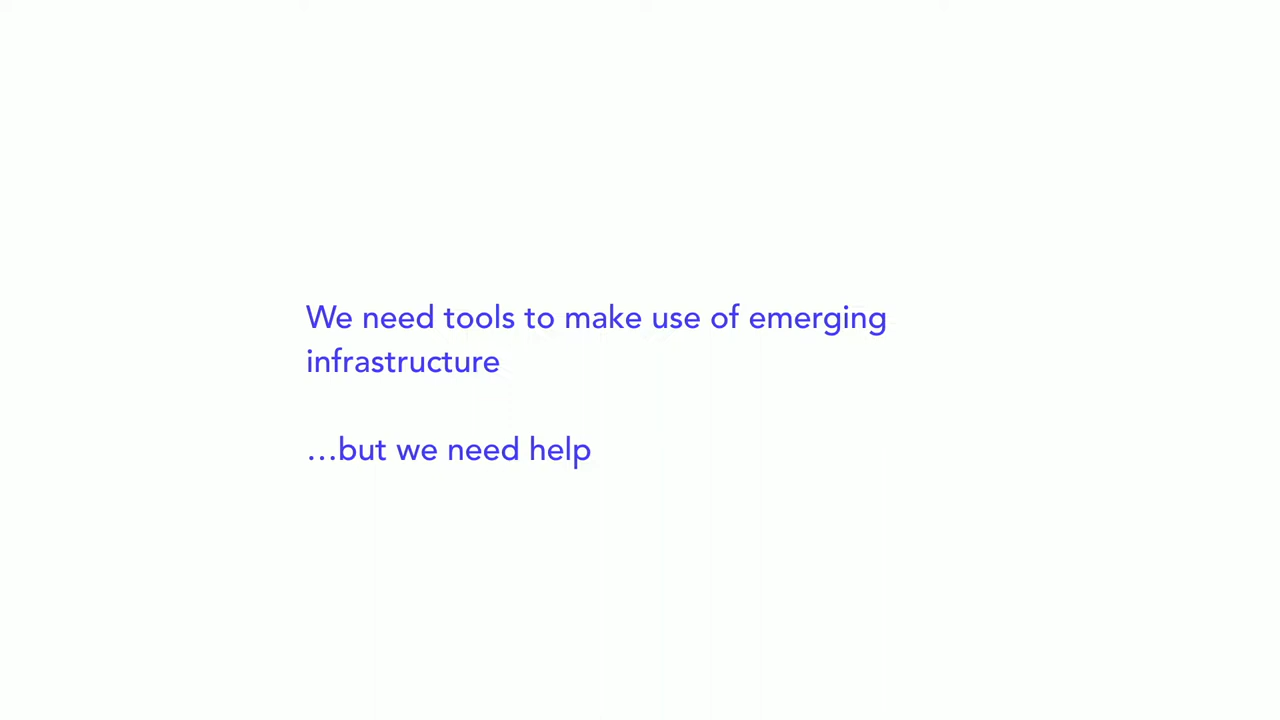 We need tools to make use of emerging
infrastructure
…but we need help